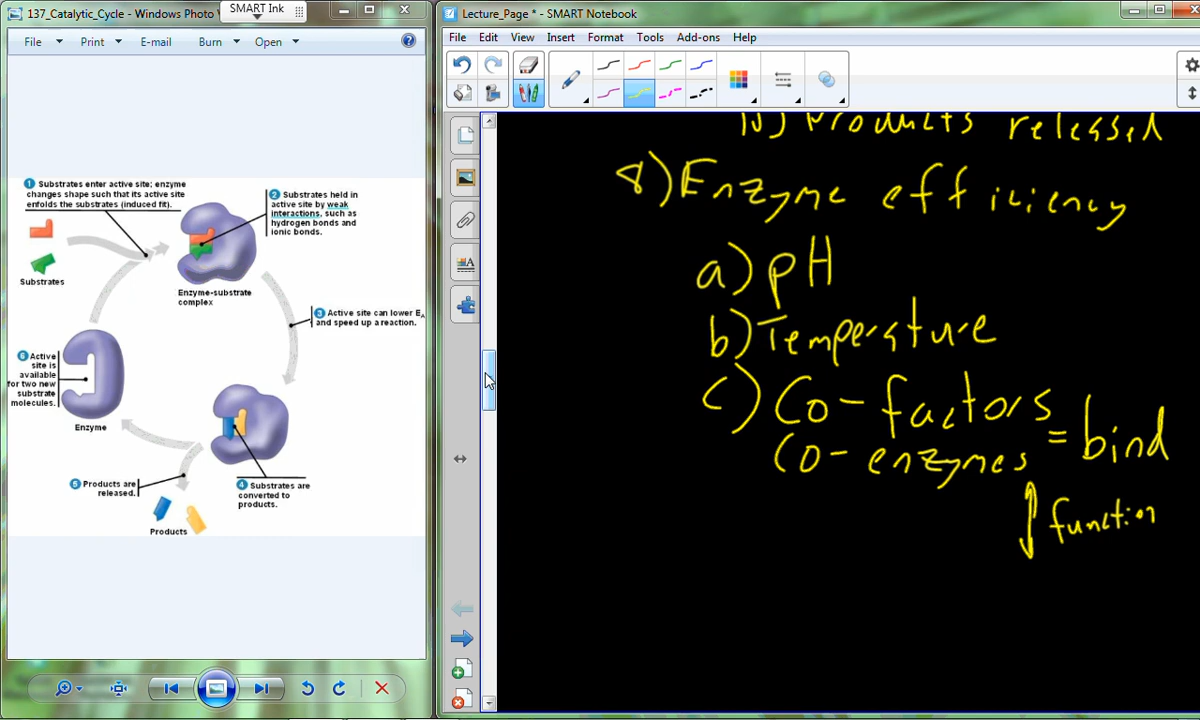 137_Catalytic_Cycle - Windows Photo V
SMART Ink
File Print E-mail Burn Open
1 Substrates enter active site; enzyme
changes shape such that its active site
enfolds the substrates (induced fit).
2 Substrates held in
active site by weak
interactions, such as
hydrogen bonds and
ionic bonds.
Substrates
Enzyme-substrate
complex
3 Active site can lower EA
and speed up a reaction.
6 Active
site is
available
for two new
substrate
molecules.
Enzyme
5 Products are
released.
4 Substrates are
converted to
products.
Products
Lecture_Page * - SMART Notebook
File Edit View Insert Format Tools Add-ons Help
Products released
8) Enzyme efficiency
a) pH
b) Temperature
c) Co-factors
Co-enzymes = bind
function